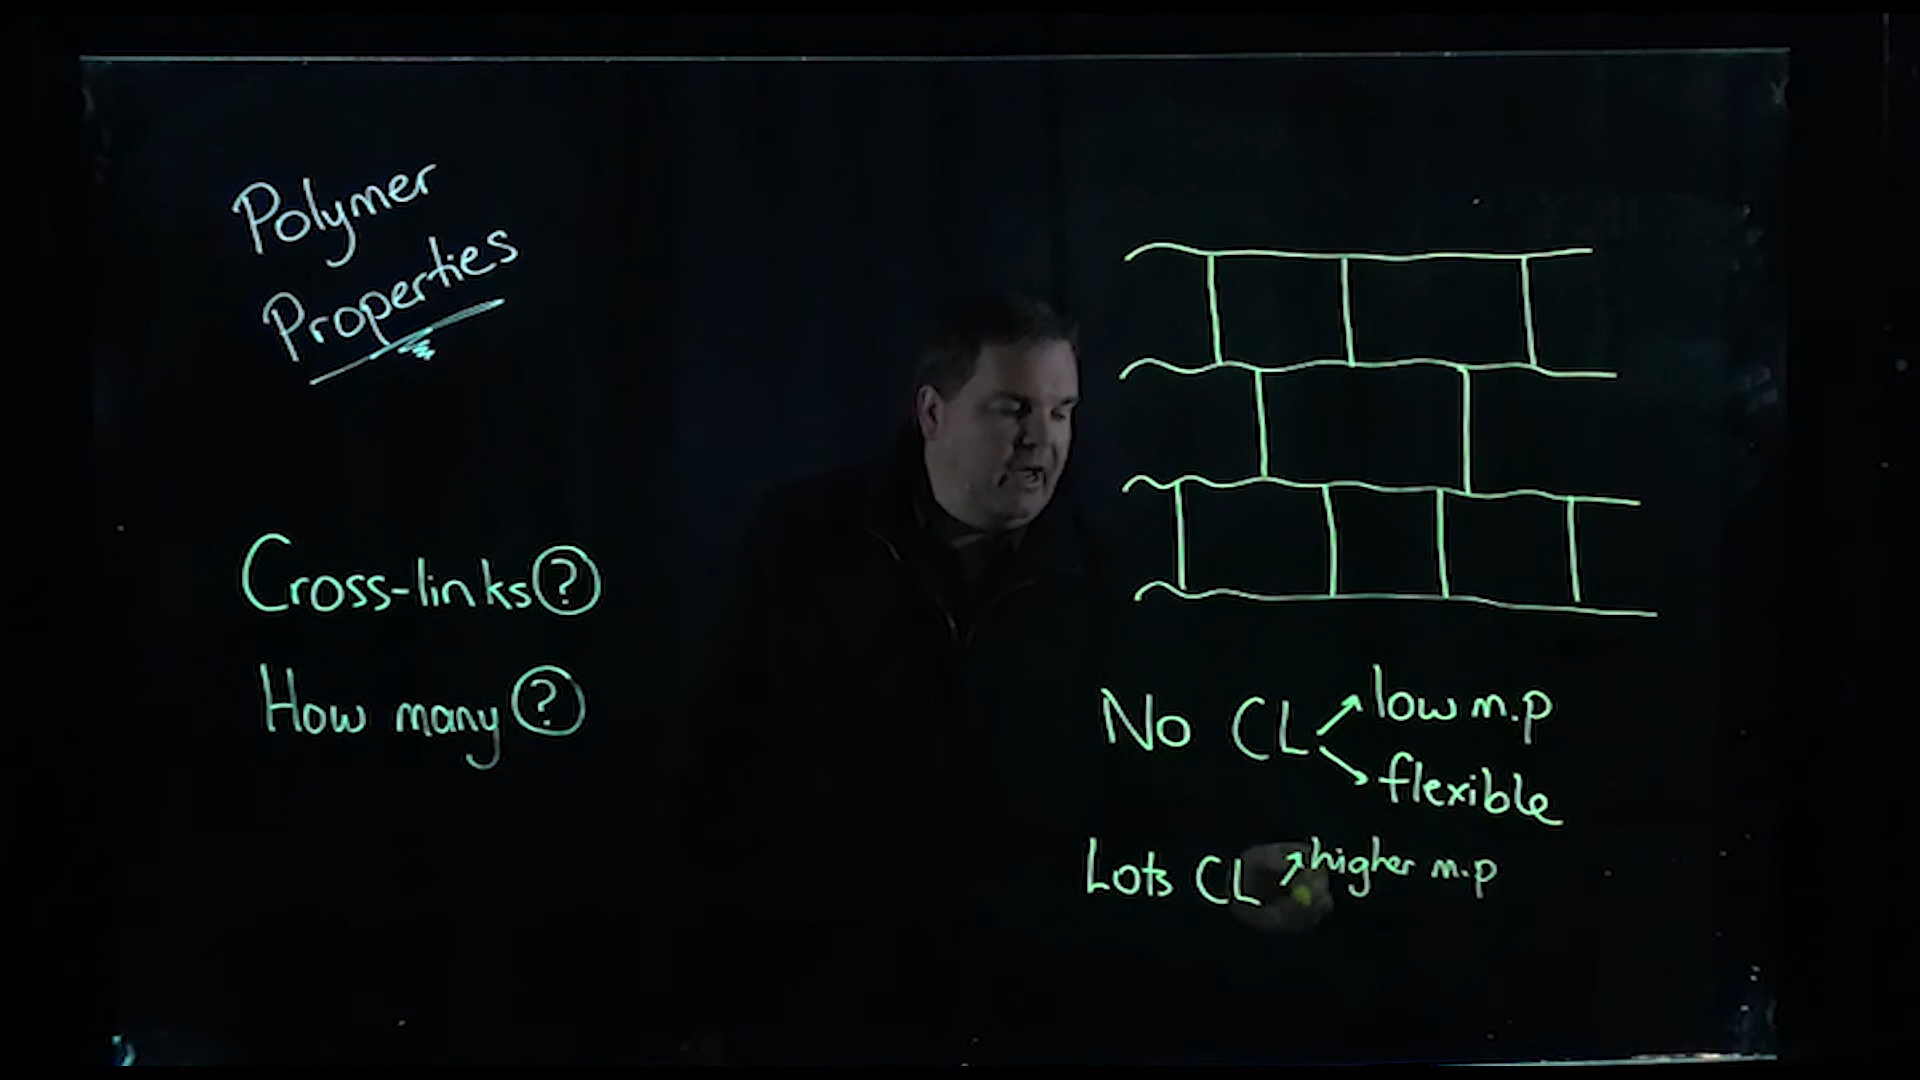 Polymer
Properties
Cross-links?
How many?
No CL
low m.p
flexible
Lots CL
higher m.p